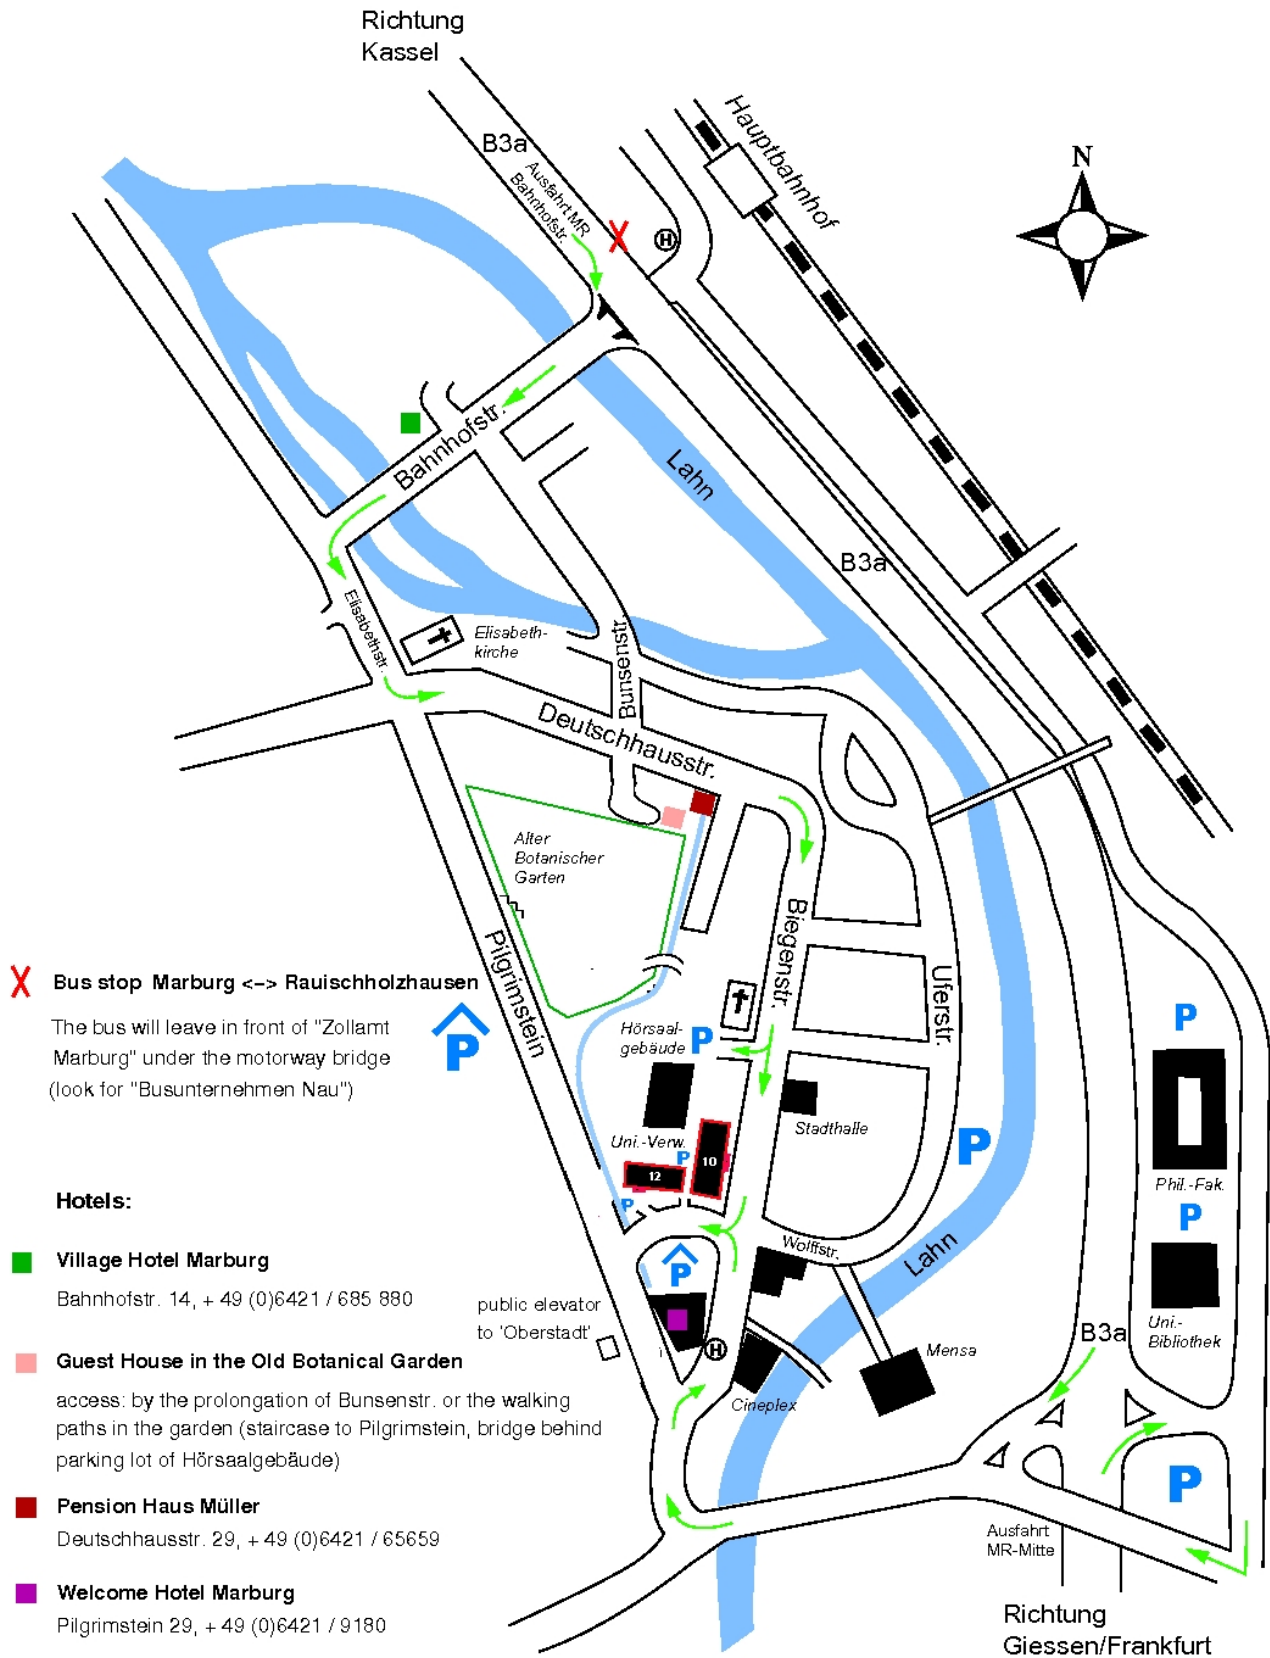 Richtung
Kassel
B3a
Ausfahrt MR
Bahnhofstr.
H
Hauptbahnhof
N
Bahnhofstr.
Lahn
B3a
Elisabethstr.
Elisabeth-
kirche
Bunsenstr.
Deutschhausstr.
Alter
Botanischer
Garten
Pilgrimstein
Biegenstr.
Uferstr.
X Bus stop Marburg <-> Rauischholzhausen
The bus will leave in front of "Zollamt
Marburg" under the motorway bridge
(look for "Busunternehmen Nau")
P
Hörsaal-
gebäude P
P
Stadthalle
Uni.-Verw.
P
10
12
P
P
Phil.-Fak.
P
Wolffstr.
Lahn
P
Uni.-
Bibliothek
B3a
public elevator
to 'Oberstadt'
H
Mensa
Cineplex
P
Ausfahrt
MR-Mitte
Richtung
Giessen/Frankfurt
Hotels:
Village Hotel Marburg
Bahnhofstr. 14, + 49 (0)6421 / 685 880
Guest House in the Old Botanical Garden
access: by the prolongation of Bunsenstr. or the walking
paths in the garden (staircase to Pilgrimstein, bridge behind
parking lot of Hörsaalgebäude)
Pension Haus Müller
Deutschhausstr. 29, + 49 (0)6421 / 65659
Welcome Hotel Marburg
Pilgrimstein 29, + 49 (0)6421 / 9180